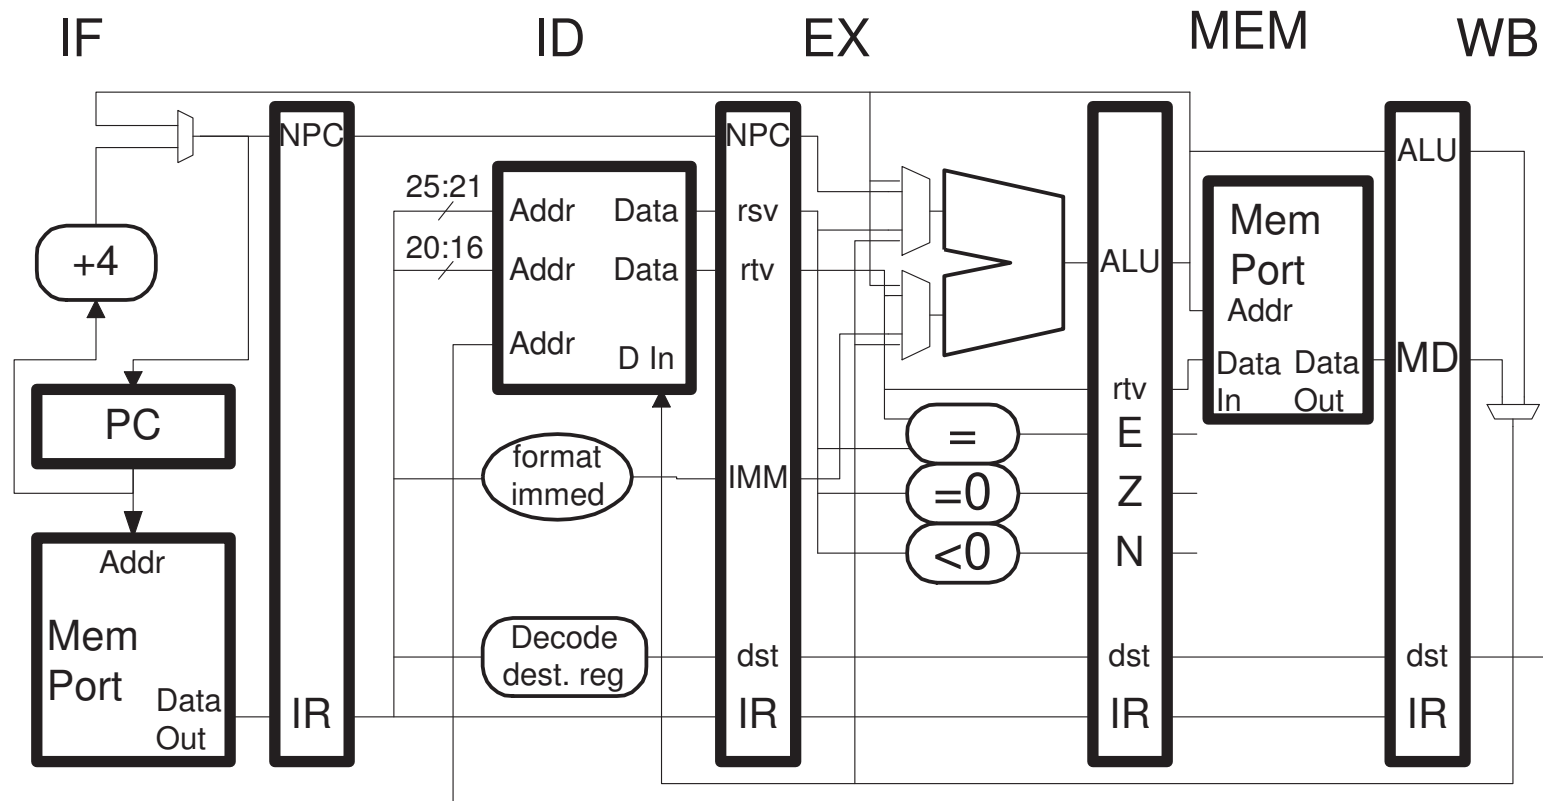 IF ID EX MEM WB
NPC
NPC
ALU
25:21
20:16
Addr Data
Addr Data
Addr
D In
rsv
rtv
+4
PC
ALU
Mem
Port
Addr
Data
In
Data
Out
MD
rtv
E
Z
N
=
=0
<0
format
immed
IMM
Addr
Mem
Port
Data
Out
IR
Decode
dest. reg
dst
IR
dst
IR
dst
IR